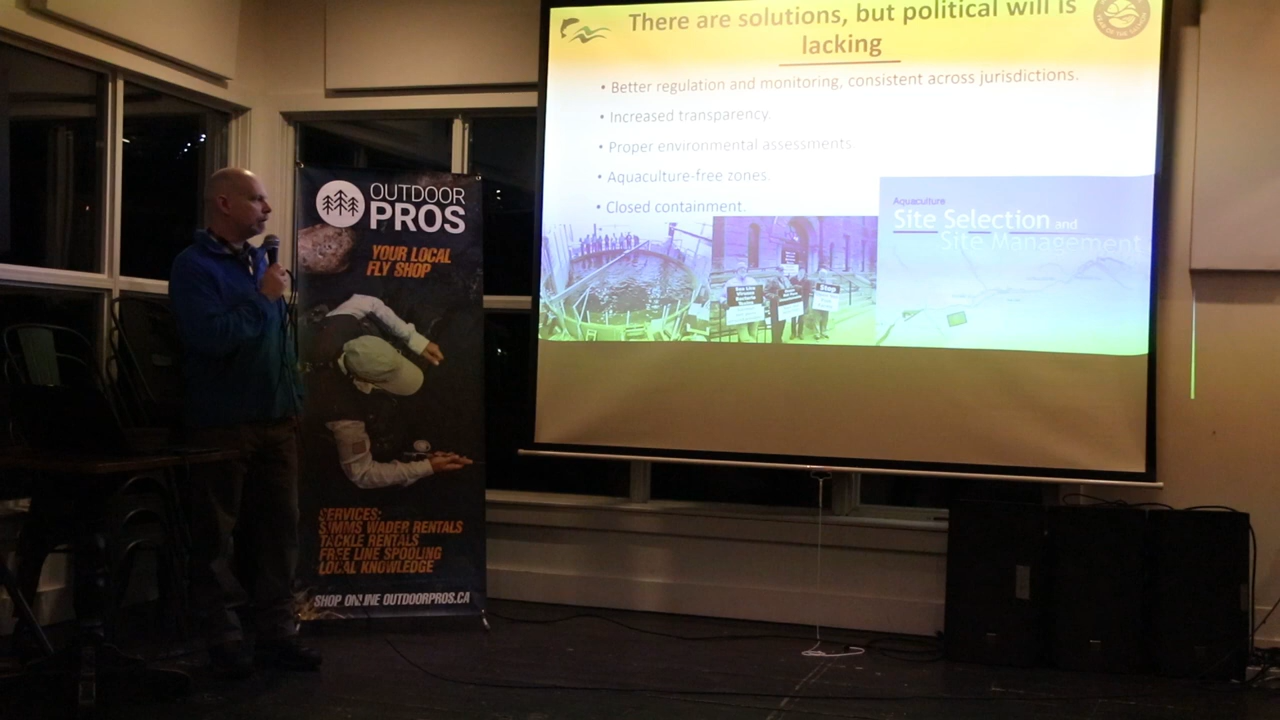 There are solutions, but political will is
lacking
• Better regulation and monitoring, consistent across jurisdictions.
• Increased transparency.
• Proper environmental assessments.
• Aquaculture-free zones.
• Closed containment.
Aquaculture
Site Selection and
Site Management
Stop
OUTDOOR
PROS
YOUR LOCAL
FLY SHOP
SERVICES:
SIMMS WADER RENTALS
TACKLE RENTALS
FREE LINE SPOOLING
LOCAL KNOWLEDGE
SHOP ONLINE OUTDOORPROS.CA